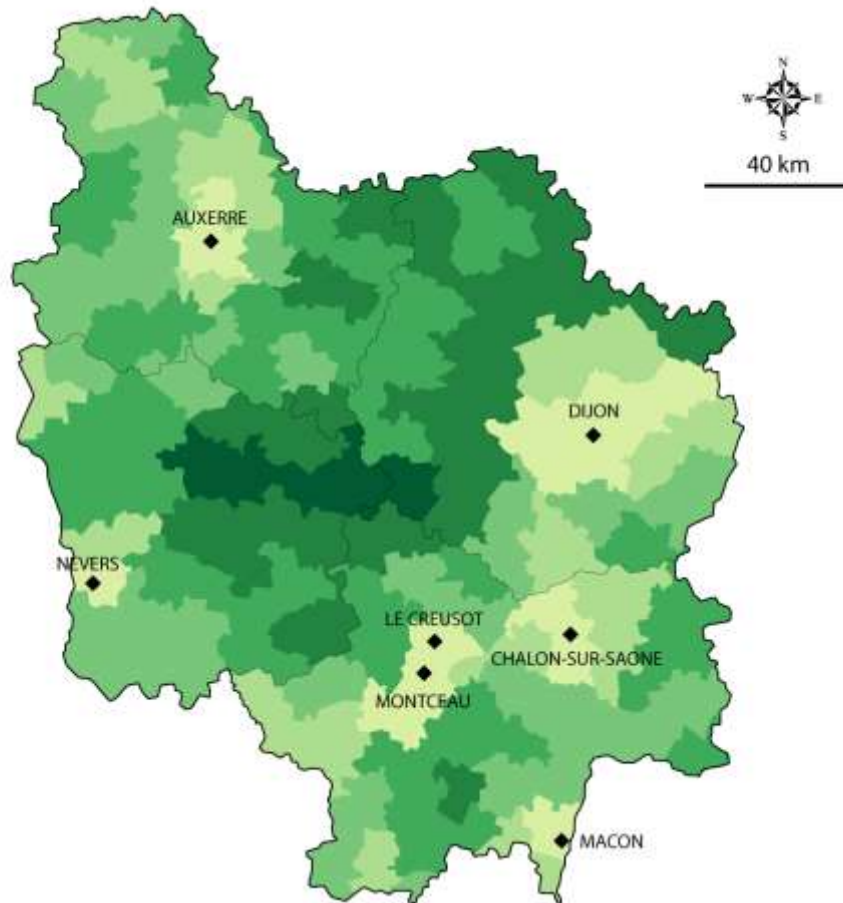 N
W E
S
40 km
AUXERRE
DIJON
NEVERS
LE CREUSOT
CHALON-SUR-SAONE
MONTCEAU
MACON